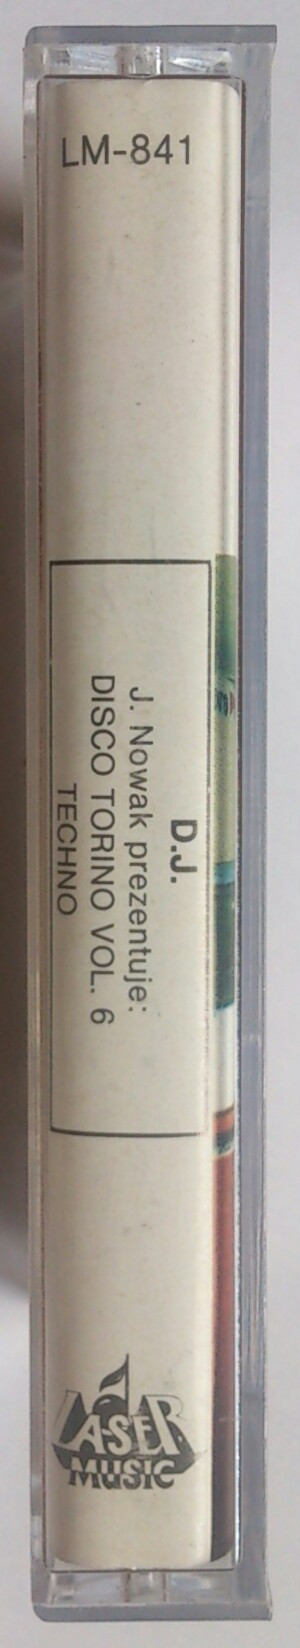 LM-841
D.J.
J. Nowak prezentuje:
DISCO TORINO VOL. 6
TECHNO
LASER
MUSIC